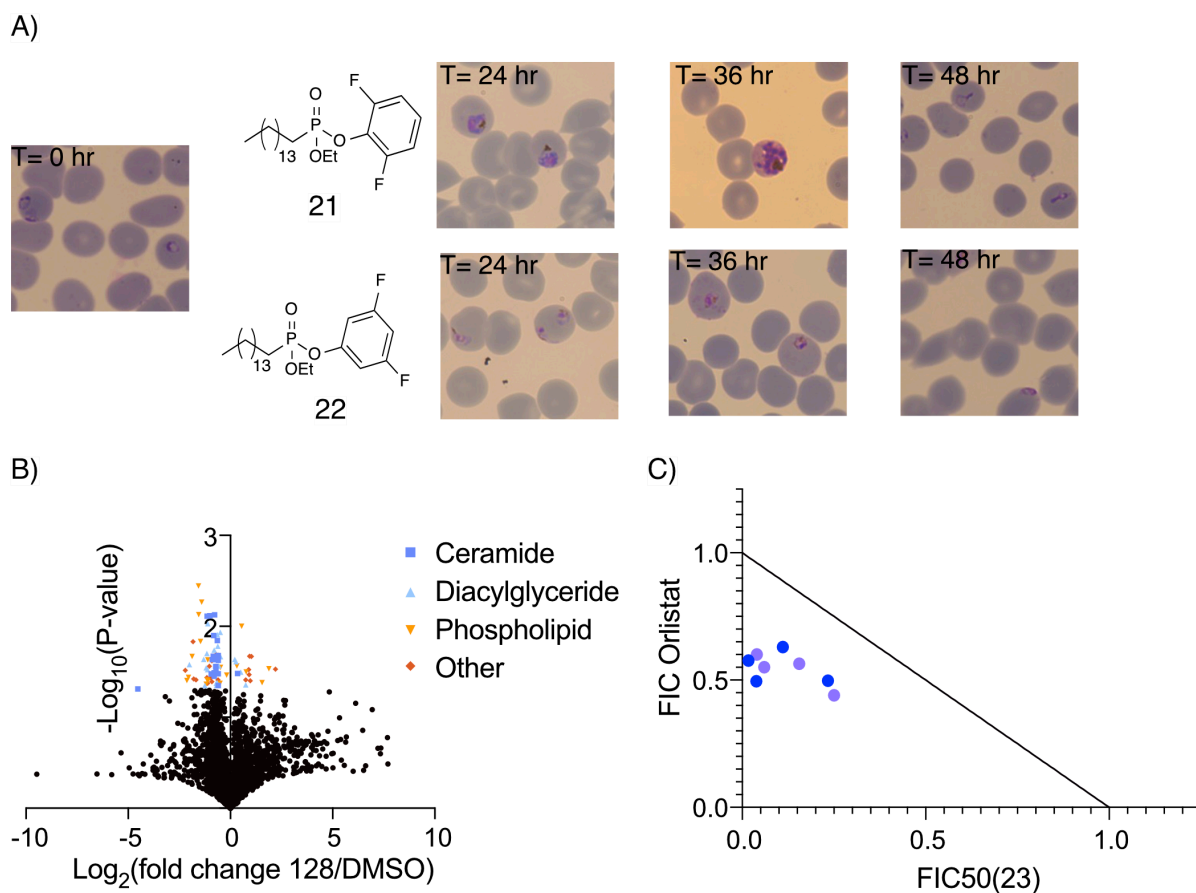 A)
T= 0 hr
O
P
O
OEt
F
F
13
21
T= 24 hr
T= 36 hr
T= 48 hr
O
P
O
OEt
F
F
13
22
T= 24 hr
T= 36 hr
T= 48 hr
B)
-Log10(P-value)
3
2
-10
-5
0
5
10
Log2(fold change 128/DMSO)
Ceramide
Diacylglyceride
Phospholipid
Other
C)
FIC Orlistat
1.0
0.5
0.0
0.0
0.5
1.0
FIC50(23)